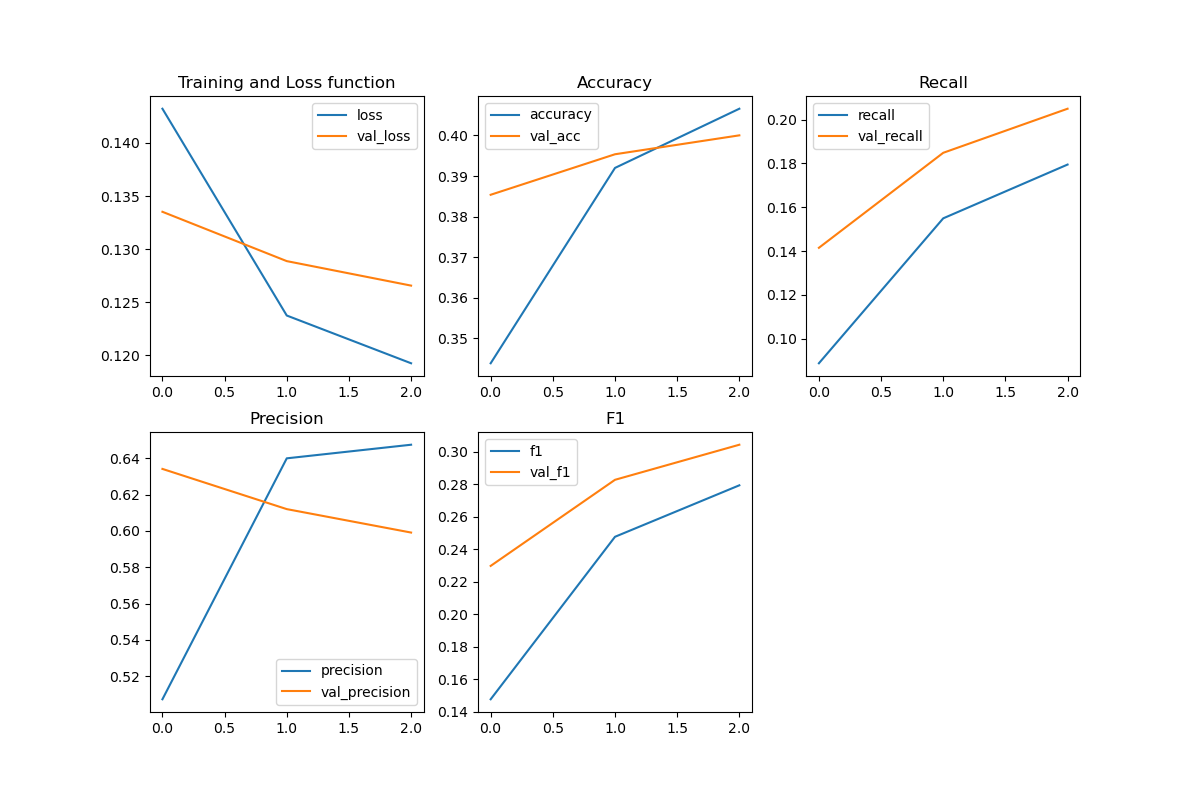 Training and Loss function
loss
val_loss
0.140
0.135
0.130
0.125
0.120
0.0 0.5 1.0 1.5 2.0
Accuracy
accuracy
val_acc
0.40
0.39
0.38
0.37
0.36
0.35
0.0 0.5 1.0 1.5 2.0
Recall
recall
val_recall
0.20
0.18
0.16
0.14
0.12
0.10
0.0 0.5 1.0 1.5 2.0
Precision
0.64
0.62
0.60
0.58
0.56
0.54
0.52
precision
val_precision
0.0 0.5 1.0 1.5 2.0
F1
f1
val_f1
0.30
0.28
0.26
0.24
0.22
0.20
0.18
0.16
0.14
0.0 0.5 1.0 1.5 2.0